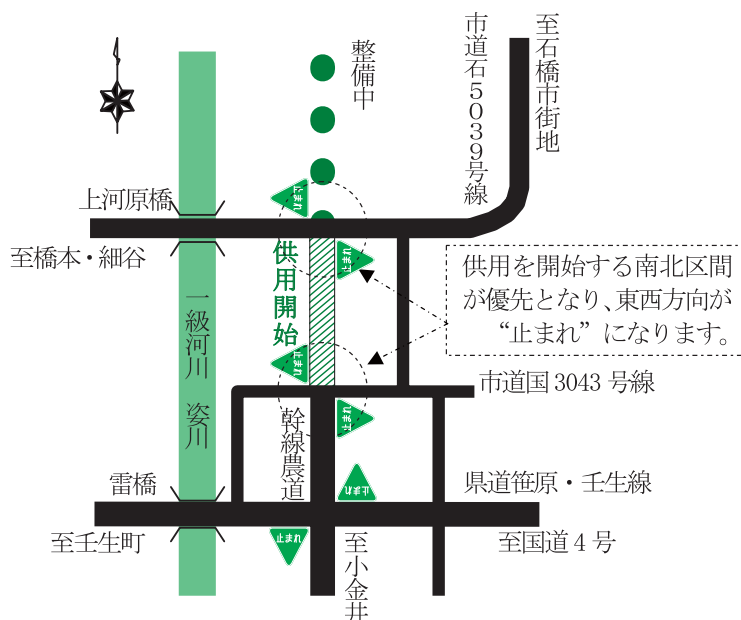 整備中
市道石5039号線
至石橋市街地
上河原橋
止まれ
至橋本・細谷
供用開始
止まれ
供用を開始する南北区間
が優先となり、東西方向が
“止まれ”になります。
一級河川　姿川
止まれ
市道国3043号線
幹線農道
止まれ
雷橋
止まれ
県道笹原・壬生線
至壬生町
止まれ
至小金井
至国道4号